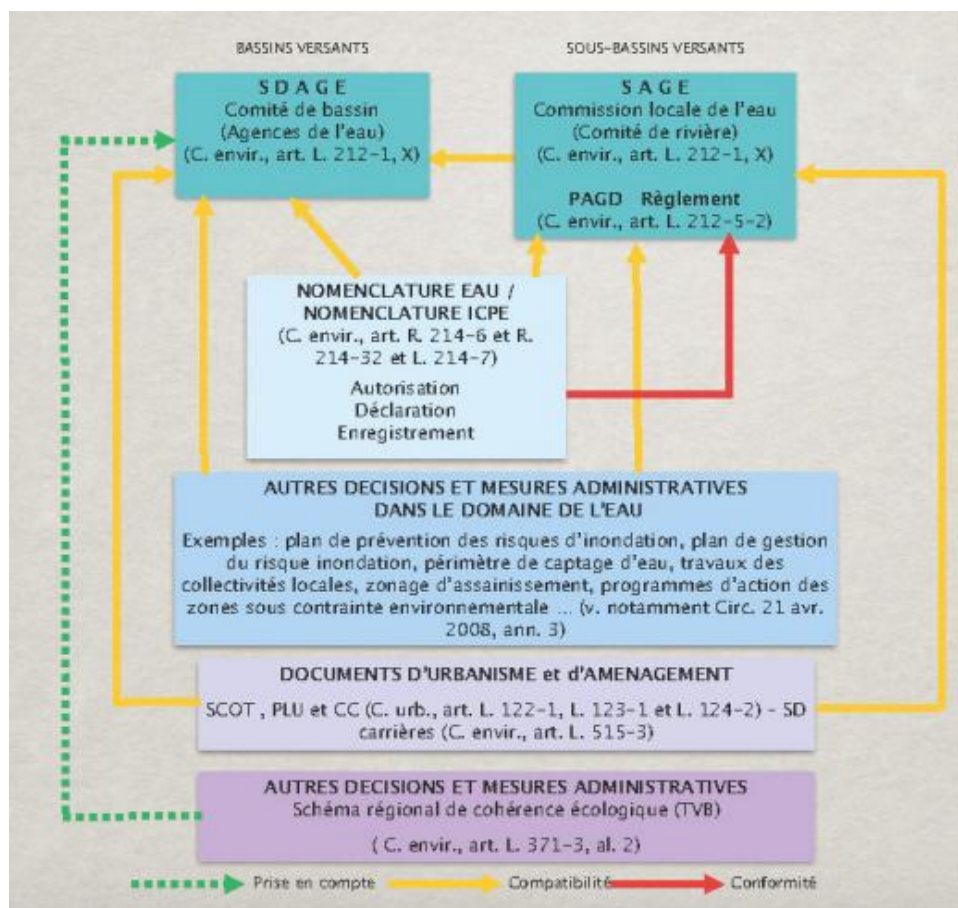 BASSINS VERSANTS
SOUS-BASSINS VERSANTS
S D A G E
Comité de bassin
(Agences de l'eau)
(C. envir., art. L. 212-1, X)
S A G E
Commission locale de l'eau
(Comité de rivière)
(C. envir., art. L. 212-1, X)
PAGD Règlement
(C. envir., art. L. 212-5-2)
NOMENCLATURE EAU /
NOMENCLATURE ICPE
(C. envir., art. R. 214-6 et R.
214-32 et L. 214-7)
Autorisation
Déclaration
Enregistrement
AUTRES DECISIONS ET MESURES ADMINISTRATIVES
DANS LE DOMAINE DE L'EAU
Exemples : plan de prévention des risques d'inondation, plan de gestion
du risque inondation, périmètre de captage d'eau, travaux des
collectivités locales, zonage d'assainissement, programmes d'action des
zones sous contrainte environnementale ... (v. notamment Circ. 21 avr.
2008, ann. 3)
DOCUMENTS D'URBANISME et d'AMENAGEMENT
SCOT , PLU et CC (C. urb., art. L. 122-1, L. 123-1 et L. 124-2) - SD
carrières (C. envir., art. L. 515-3)
AUTRES DECISIONS ET MESURES ADMINISTRATIVES
Schéma régional de cohérence écologique (TVB)
( C. envir., art. L. 371-3, al. 2)
Prise en compte
Compatibilité
Conformité